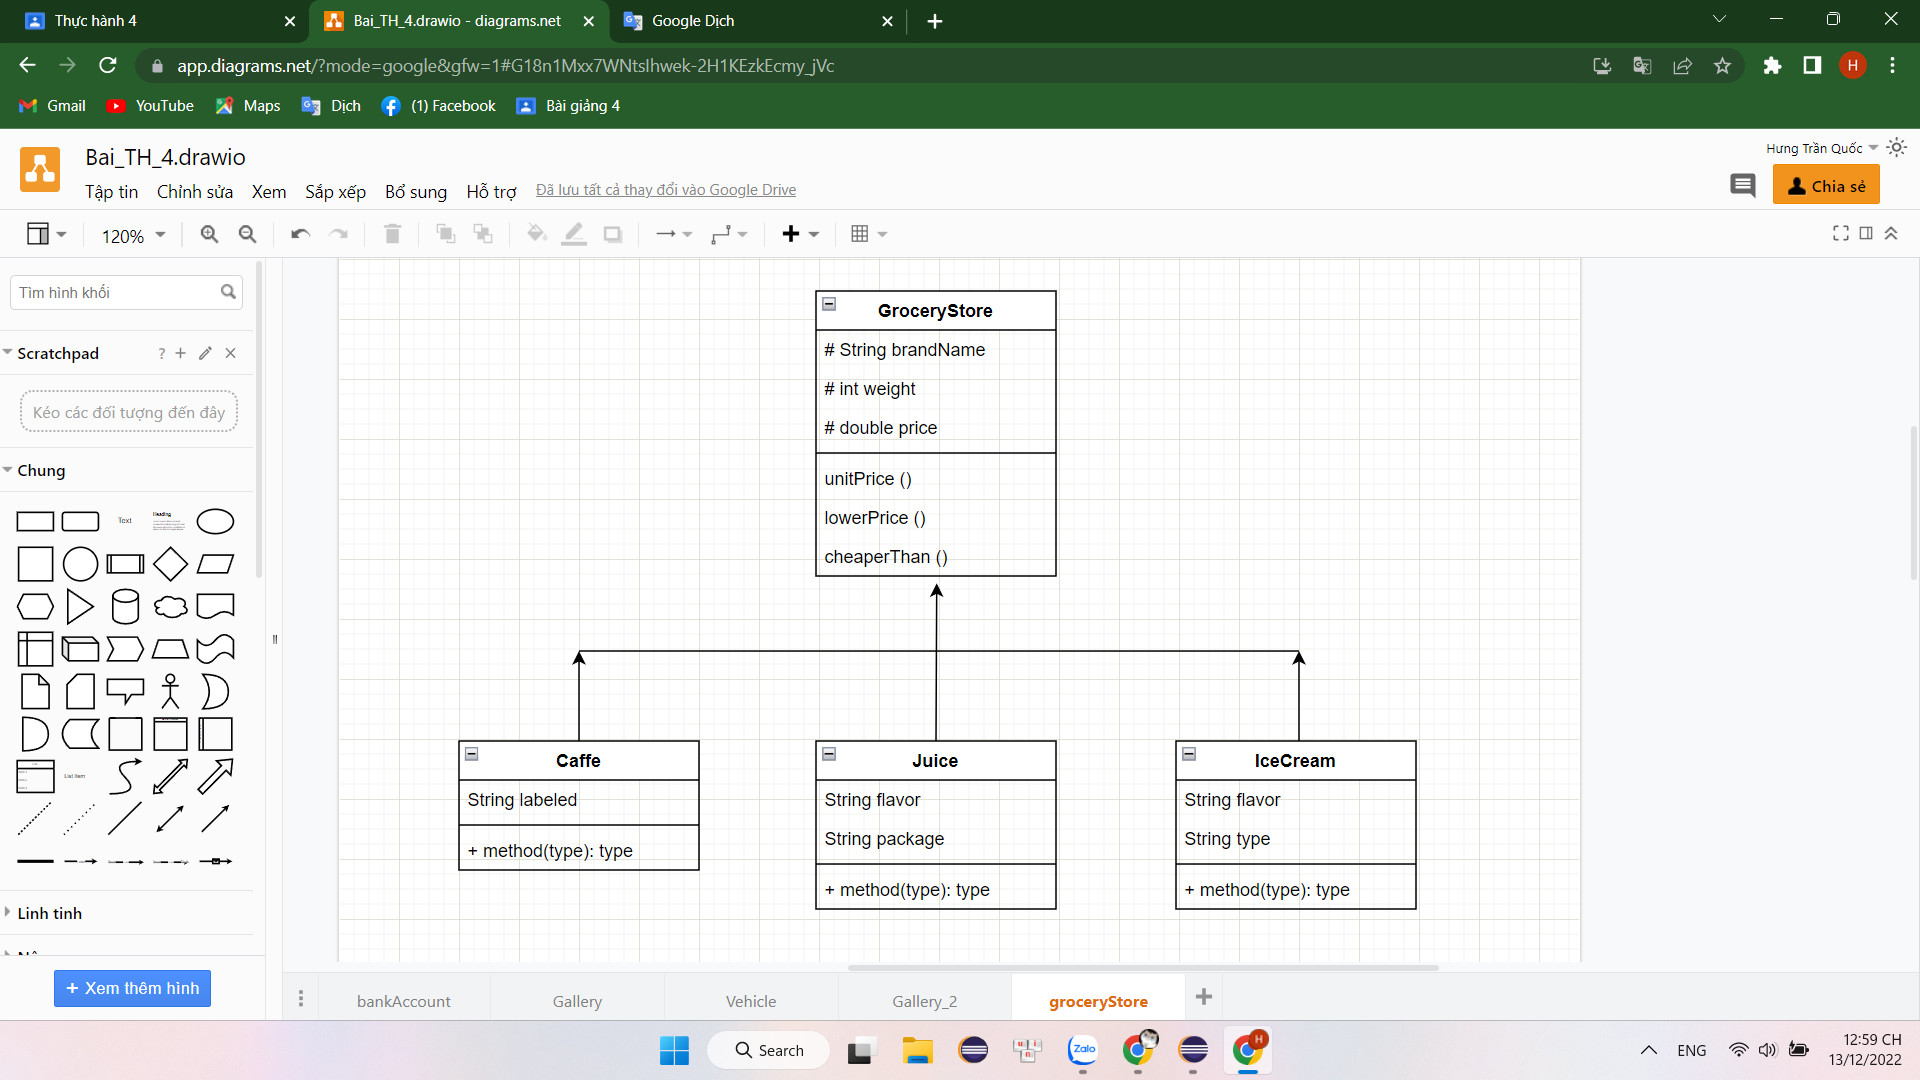 Thực hành 4
Bai_TH_4.drawio - diagrams.net
Google Dịch
app.diagrams.net/?mode=google&gfw=1#G18n1Mxx7WNtsIhwek-2H1KEzkEcmy_jVc
H
Gmail
YouTube
Maps
Dịch
(1) Facebook
Bài giảng 4
Bai_TH_4.drawio
Hưng Trần Quốc
Tập tin
Chỉnh sửa
Xem
Sắp xếp
Bổ sung
Hỗ trợ
Đã lưu tất cả thay đổi vào Google Drive
Chia sẻ
120%
Tìm hình khối
Scratchpad
?
Kéo các đối tượng đến đây
Chung
Text
Heading
List Item
Linh tinh
+ Xem thêm hình
GroceryStore
# String brandName
# int weight
# double price
unitPrice ()
lowerPrice ()
cheaperThan ()
Caffe
String labeled
+ method(type): type
Juice
String flavor
String package
+ method(type): type
IceCream
String flavor
String type
+ method(type): type
bankAccount
Gallery
Vehicle
Gallery_2
groceryStore
Search
Zalo
H
ENG
12:59 CH
13/12/2022